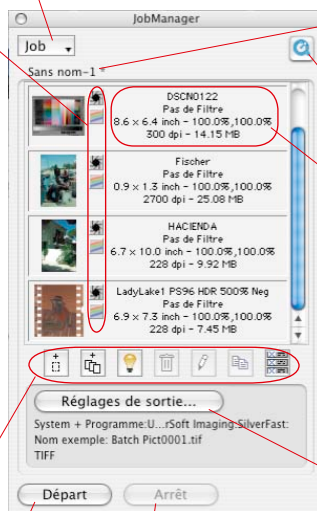 JobManager
Job
Sans nom-1 *
DSCN0122
Pas de Filtre
8.6 x 6.4 inch - 100.0%,100.0%
300 dpi - 14.15 MB
Fischer
Pas de Filtre
0.9 x 1.3 inch - 100.0%,100.0%
2700 dpi - 25.08 MB
HACIENDA
Pas de Filtre
6.7 x 10.0 inch - 100.0%,100.0%
228 dpi - 9.92 MB
LadyLake1 PS96 HDR 500% Neg
Pas de Filtre
6.9 x 7.3 inch - 100.0%,100.0%
228 dpi - 7.45 MB
Réglages de sortie...
System + Programme:U...rSoft Imaging:SilverFast:
Nom exemple: Batch Pict0001.tif
TIFF
Départ Arrêt